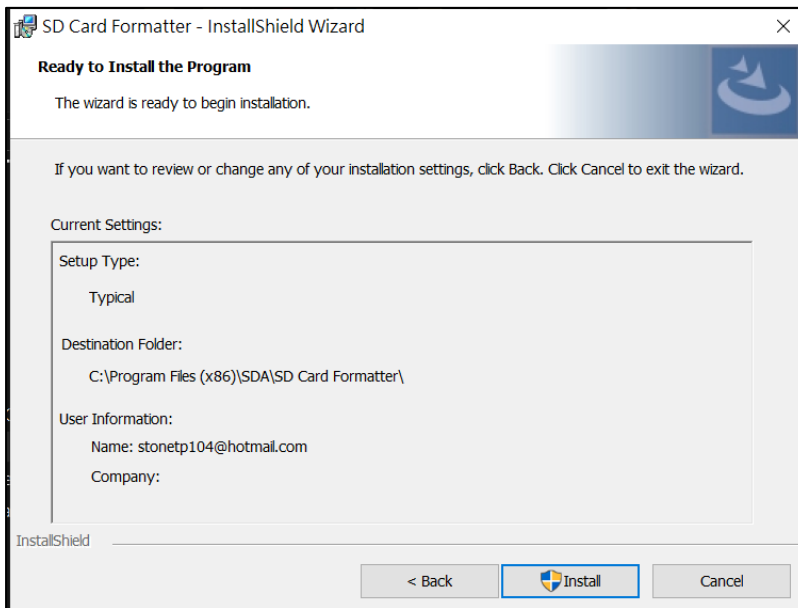 SD Card Formatter - InstallShield Wizard
Ready to Install the Program
The wizard is ready to begin installation.
If you want to review or change any of your installation settings, click Back. Click Cancel to exit the wizard.
Current Settings:
Setup Type:
Typical
Destination Folder:
C:\Program Files (x86)\SDA\SD Card Formatter\
User Information:
Name: stonetp104@hotmail.com
Company:
InstallShield
< Back
Install
Cancel